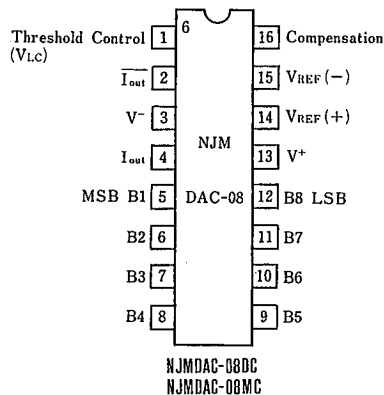 Threshold Control 1 6 16 Compensation
(VLC)
Iout 2 15 VREF(−)
V− 3 14 VREF(+)
NJM
Iout 4 13 V+
MSB B1 5 DAC-08 12 B8 LSB
B2 6 11 B7
B3 7 10 B6
B4 8 9 B5
NJMDAC-08DC
NJMDAC-08MC